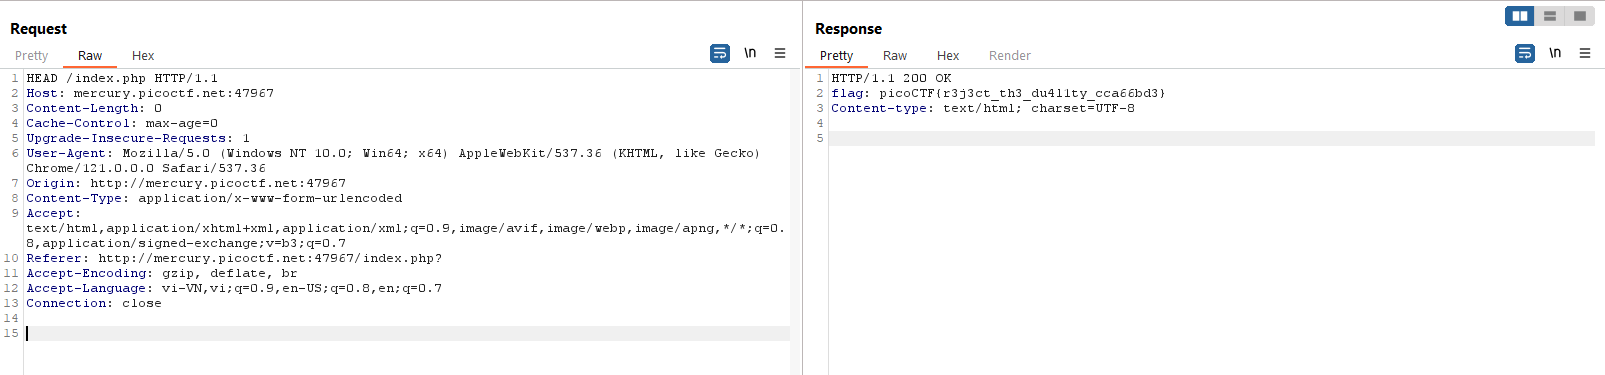 Request
Pretty Raw Hex
\n
1 HEAD /index.php HTTP/1.1
2 Host: mercury.picoctf.net:47967
3 Content-Length: 0
4 Cache-Control: max-age=0
5 Upgrade-Insecure-Requests: 1
6 User-Agent: Mozilla/5.0 (Windows NT 10.0; Win64; x64) AppleWebKit/537.36 (KHTML, like Gecko)
Chrome/121.0.0.0 Safari/537.36
7 Origin: http://mercury.picoctf.net:47967
8 Content-Type: application/x-www-form-urlencoded
9 Accept:
text/html,application/xhtml+xml,application/xml;q=0.9,image/avif,image/webp,image/apng,*/*;q=0.
8,application/signed-exchange;v=b3;q=0.7
10 Referer: http://mercury.picoctf.net:47967/index.php?
11 Accept-Encoding: gzip, deflate, br
12 Accept-Language: vi-VN,vi;q=0.9,en-US;q=0.8,en;q=0.7
13 Connection: close
14
15
Response
Pretty Raw Hex Render
\n
1 HTTP/1.1 200 OK
2 flag: picoCTF{r3j3ct_th3_du4l1ty_cca66bd3}
3 Content-type: text/html; charset=UTF-8
4
5